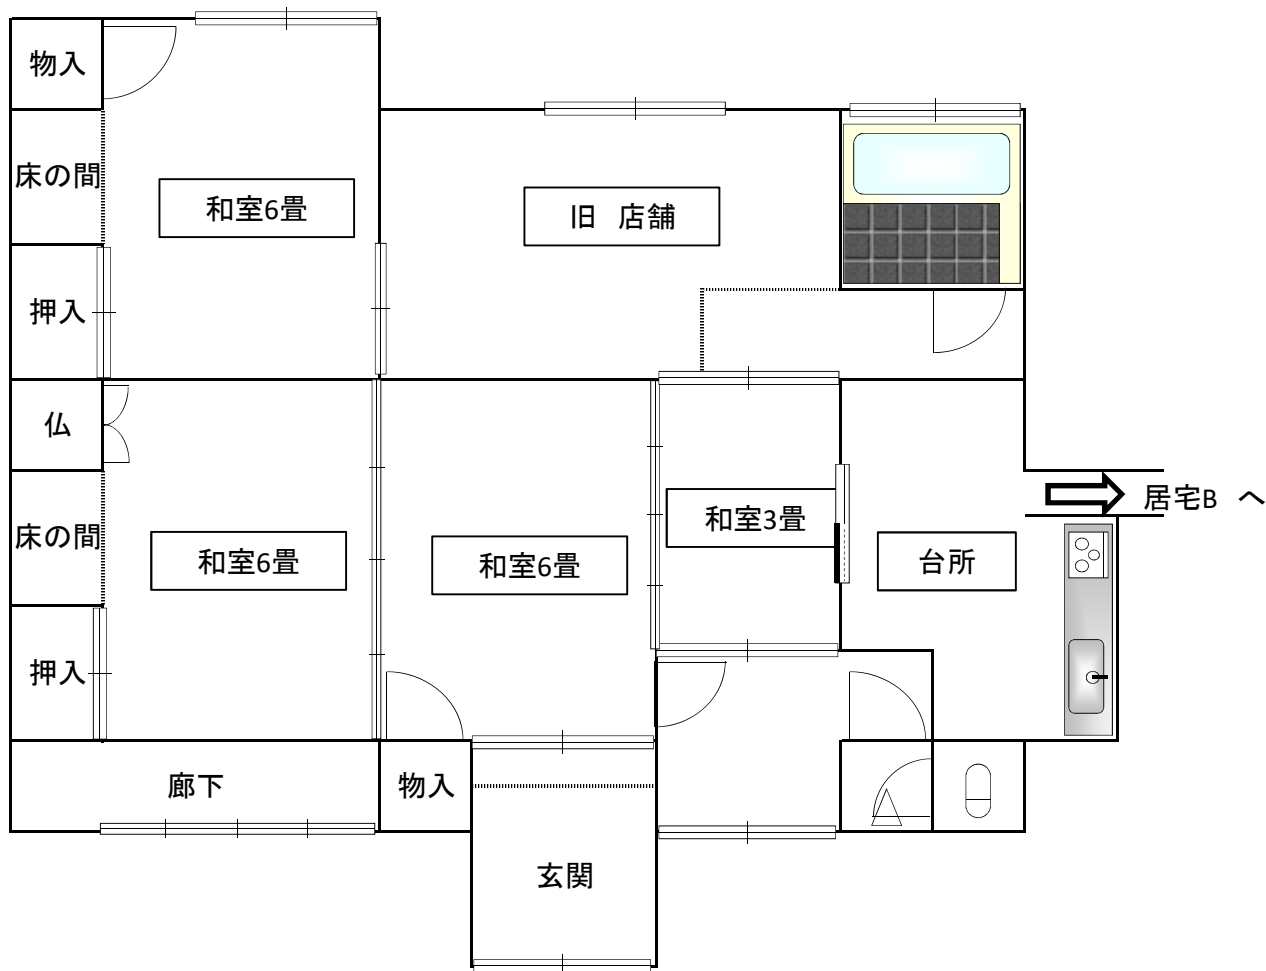 物入
床の間
和室6畳
旧　店舗
押入
仏
居宅B　へ
和室3畳
床の間
和室6畳
和室6畳
台所
押入
廊下
物入
玄関